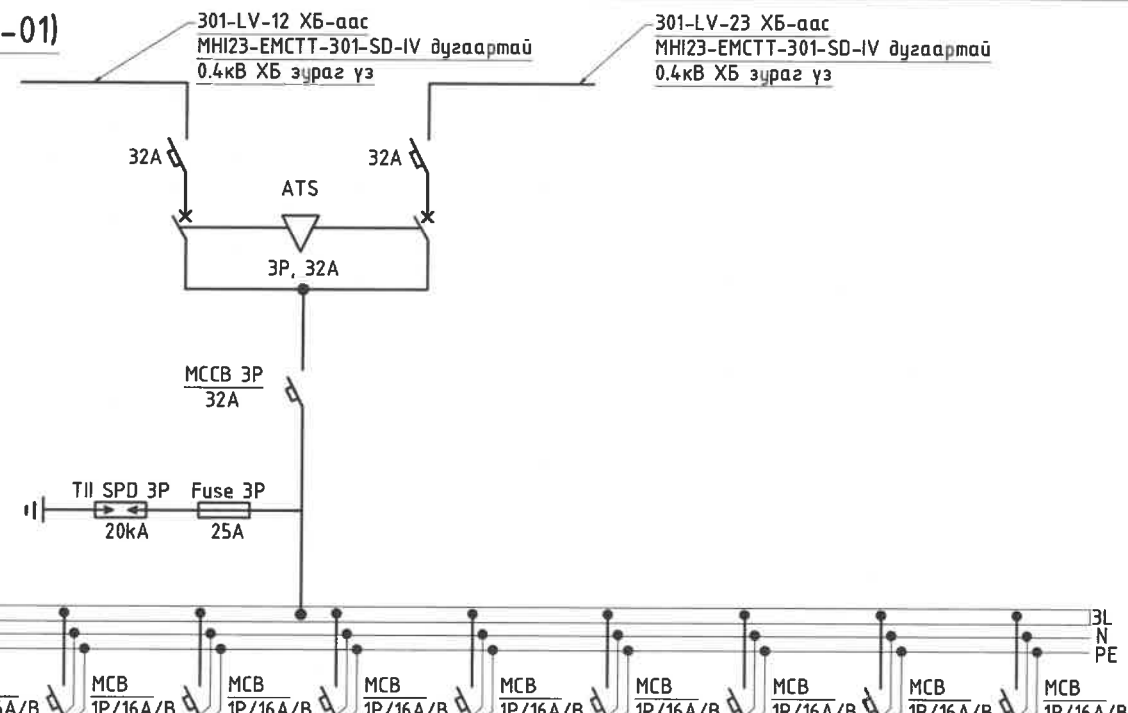 -01)
301-LV-12 ХБ-аас
МНI23-EMCTT-301-SD-IV дугаартай
0.4кВ ХБ зураг үз
301-LV-23 ХБ-аас
МНI23-EMCTT-301-SD-IV дугаартай
0.4кВ ХБ зураг үз
32A
32A
ATS
3P, 32A
MCCB 3P
32A
TII SPD 3P
Fuse 3P
20kA
25A
3L
N
PE
MCB
MCB
MCB
MCB
MCB
MCB
MCB
MCB
6A/B
1P/16A/B
1P/16A/B
1P/16A/B
1P/16A/B
1P/16A/B
1P/16A/B
1P/16A/B
1P/16A/B